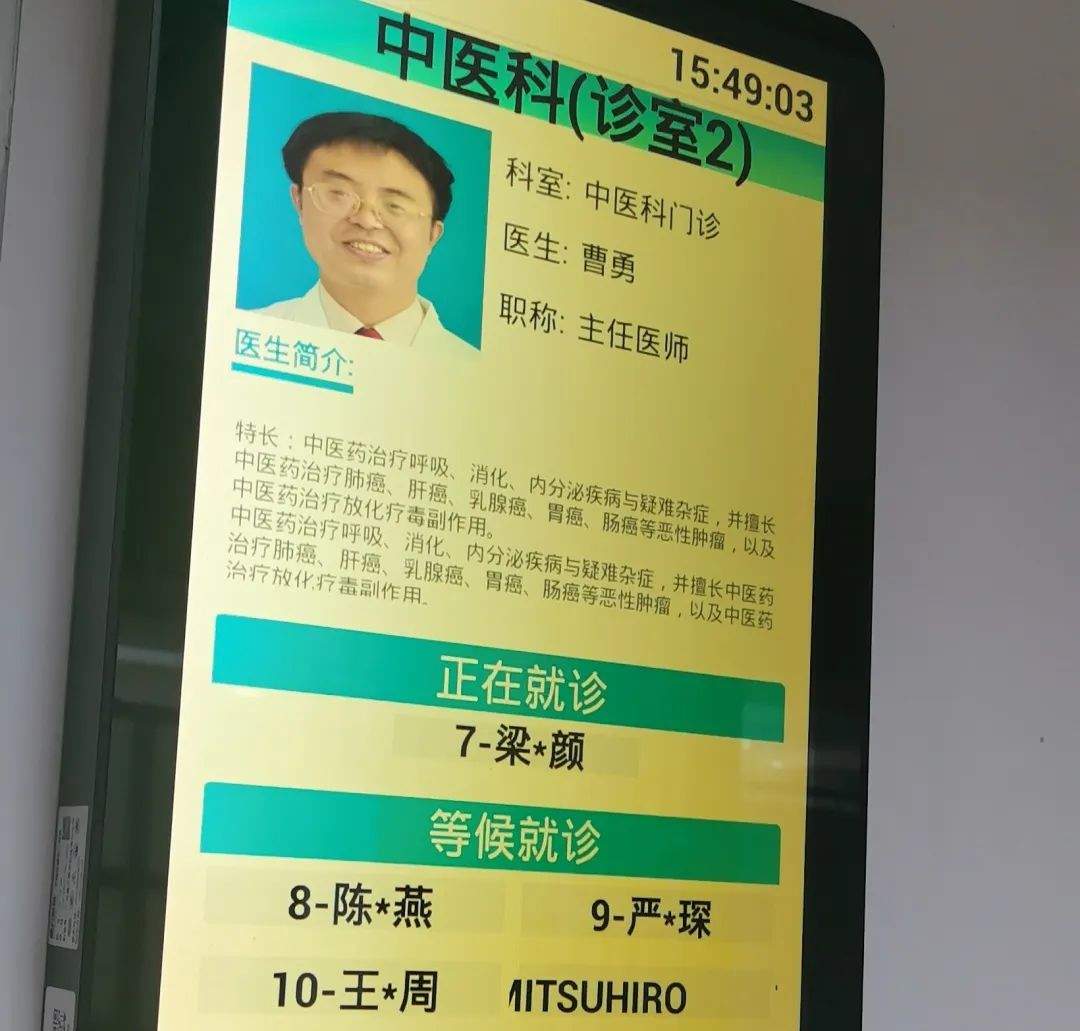 15:49:03
中医科(诊室2)
科室: 中医科门诊
医生: 曹勇
职称: 主任医师
医生简介:
特长：中医药治疗呼吸、消化、内分泌疾病与疑难杂症，并擅长
中医药治疗肺癌、肝癌、乳腺癌、胃癌、肠癌等恶性肿瘤，以及
中医药治疗放化疗毒副作用。
中医药治疗呼吸、消化、内分泌疾病与疑难杂症，并擅长中医药
治疗肺癌、肝癌、乳腺癌、胃癌、肠癌等恶性肿瘤，以及中医药
治疗放化疗毒副作用。
正在就诊
7-梁*颜
等候就诊
8-陈*燕
9-严*琛
10-王*周
MITSUHIRO